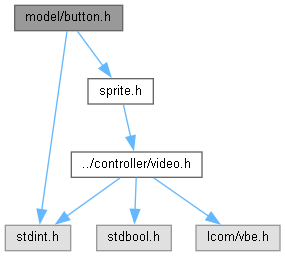 model/button.h
sprite.h
../controller/video.h
stdint.h
stdbool.h
lcom/vbe.h